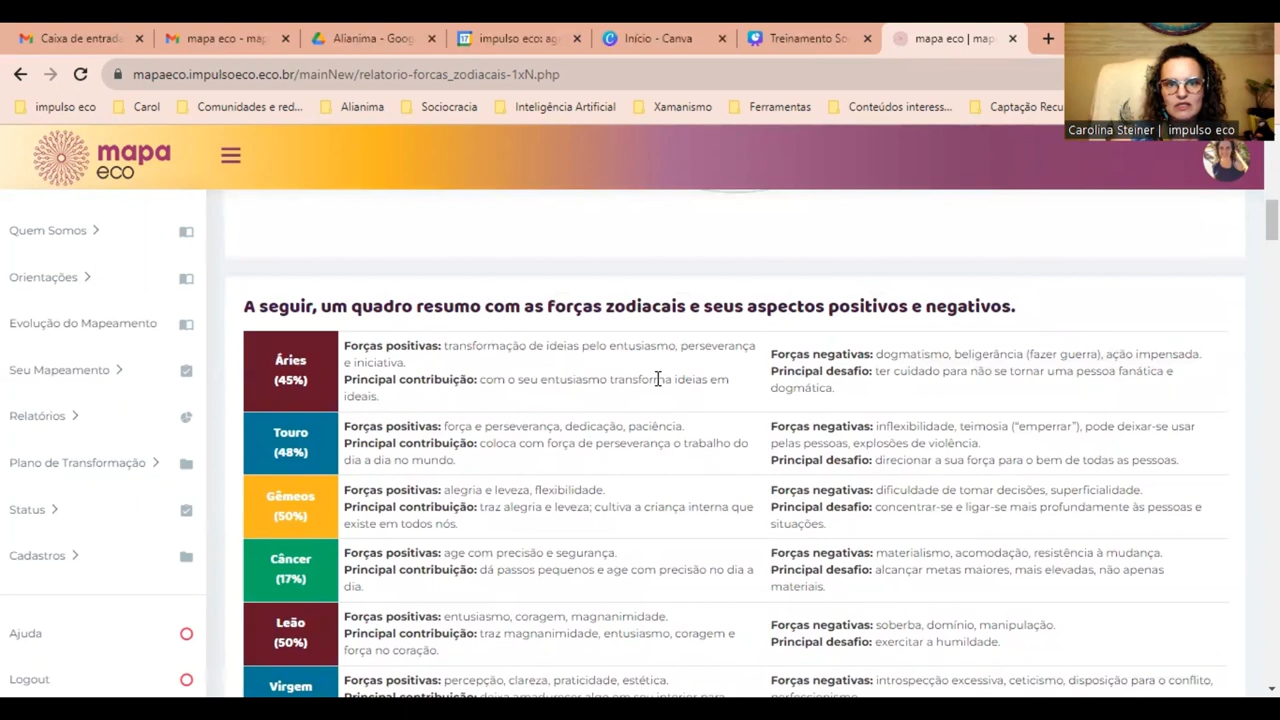 Caixa de entrad
mapa eco - map
Alianima - Goog
impulso eco: ag
Início - Canva
Treinamento So
mapa eco | map
mapaeco.impulsoeco.eco.br/mainNew/relatorio-forcas_zodiacais-1xN.php
impulso eco
Carol
Comunidades e red...
Alianima
Sociocracia
Inteligência Artificial
Xamanismo
Ferramentas
Conteúdos interess...
Captação Recu
Carolina Steiner | impulso eco
mapa
eco
Quem Somos
Orientações
Evolução do Mapeamento
Seu Mapeamento
Relatórios
Plano de Transformação
Status
Cadastros
Ajuda
Logout
A seguir, um quadro resumo com as forças zodiacais e seus aspectos positivos e negativos.
Áries
(45%)
Forças positivas: transformação de ideias pelo entusiasmo, perseverança
e iniciativa.
Principal contribuição: com o seu entusiasmo transforma ideias em
ideais.
Forças negativas: dogmatismo, beligerância (fazer guerra), ação impensada.
Principal desafio: ter cuidado para não se tornar uma pessoa fanática e
dogmática.
Touro
(48%)
Forças positivas: força e perseverança, dedicação, paciência.
Principal contribuição: coloca com força de perseverança o trabalho do
dia a dia no mundo.
Forças negativas: inflexibilidade, teimosia (“emperrar”), pode deixar-se usar
pelas pessoas, explosões de violência.
Principal desafio: direcionar a sua força para o bem de todas as pessoas.
Gêmeos
(50%)
Forças positivas: alegria e leveza, flexibilidade.
Principal contribuição: traz alegria e leveza; cultiva a criança interna que
existe em todos nós.
Forças negativas: dificuldade de tomar decisões, superficialidade.
Principal desafio: concentrar-se e ligar-se mais profundamente às pessoas e
situações.
Câncer
(17%)
Forças positivas: age com precisão e segurança.
Principal contribuição: dá passos pequenos e age com precisão no dia a
dia.
Forças negativas: materialismo, acomodação, resistência à mudança.
Principal desafio: alcançar metas maiores, mais elevadas, não apenas
materiais.
Leão
(50%)
Forças positivas: entusiasmo, coragem, magnanimidade.
Principal contribuição: traz magnanimidade, entusiasmo, coragem e
força no coração.
Forças negativas: soberba, domínio, manipulação.
Principal desafio: exercitar a humildade.
Virgem
Forças positivas: percepção, clareza, praticidade, estética.
Principal contribuição: deixa amadurecer algo em seu interior para
Forças negativas: introspecção excessiva, ceticismo, disposição para o conflito,
perfeccionismo.